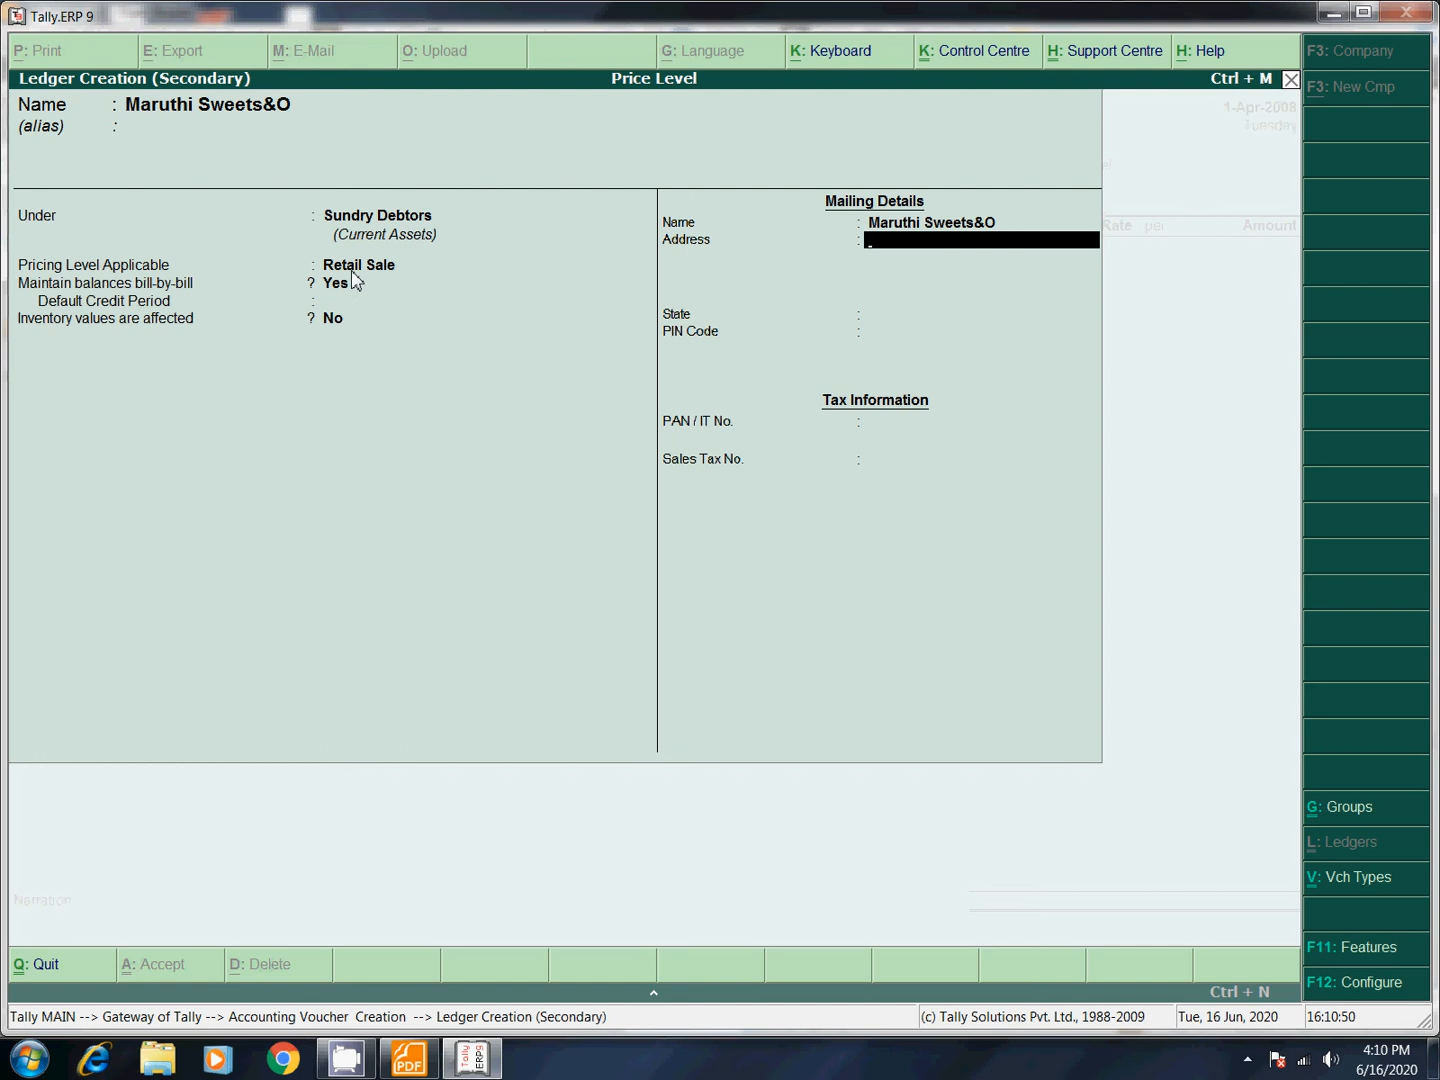 Tally.ERP 9
P: Print E: Export M: E-Mail O: Upload G: Language K: Keyboard K: Control Centre H: Support Centre H: Help F3: Company
Ledger Creation (Secondary) Price Level Ctrl + M
F3: New Cmp
Name : Maruthi Sweets&O
(alias) :
1-Apr-2008
Tuesday
Mailing Details
Under : Sundry Debtors
(Current Assets)
Name : Maruthi Sweets&O
Address :
Rate per Amount
Pricing Level Applicable : Retail Sale
Maintain balances bill-by-bill ? Yes
Default Credit Period :
Inventory values are affected ? No
State :
PIN Code :
Tax Information
PAN / IT No. :
Sales Tax No. :
G: Groups
L: Ledgers
V: Vch Types
Narration
F11: Features
F12: Configure
Q: Quit A: Accept D: Delete
Ctrl + N
Tally MAIN --> Gateway of Tally --> Accounting Voucher Creation --> Ledger Creation (Secondary) (c) Tally Solutions Pvt. Ltd., 1988-2009 Tue, 16 Jun, 2020 16:10:50
PDF
Tally
ERP9
4:10 PM
6/16/2020